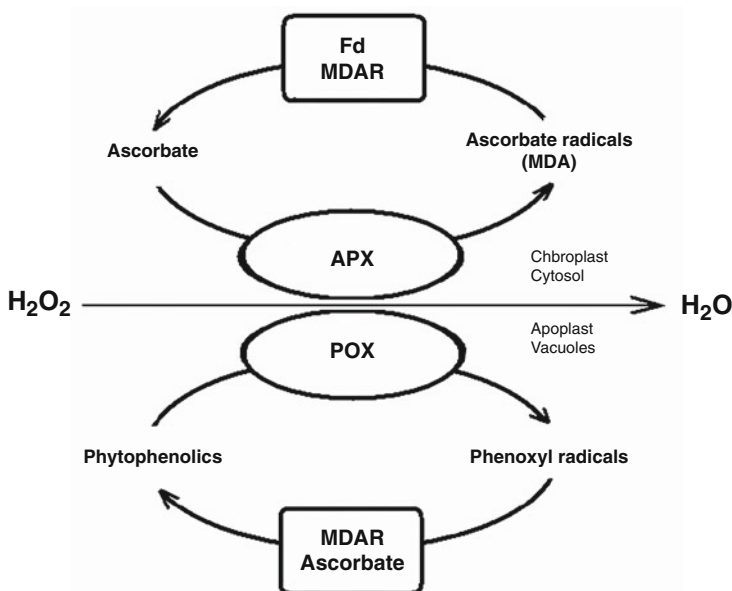 Fd
MDAR
Ascorbate
Ascorbate radicals
(MDA)
APX
Chbroplast
Cytosol
H₂O₂
H₂O
Apoplast
Vacuoles
POX
Phytophenolics
Phenoxyl radicals
MDAR
Ascorbate